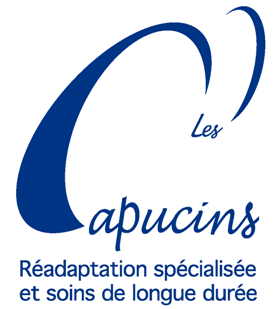 Les
Capucins
Réadaptation spécialisée
et soins de longue durée